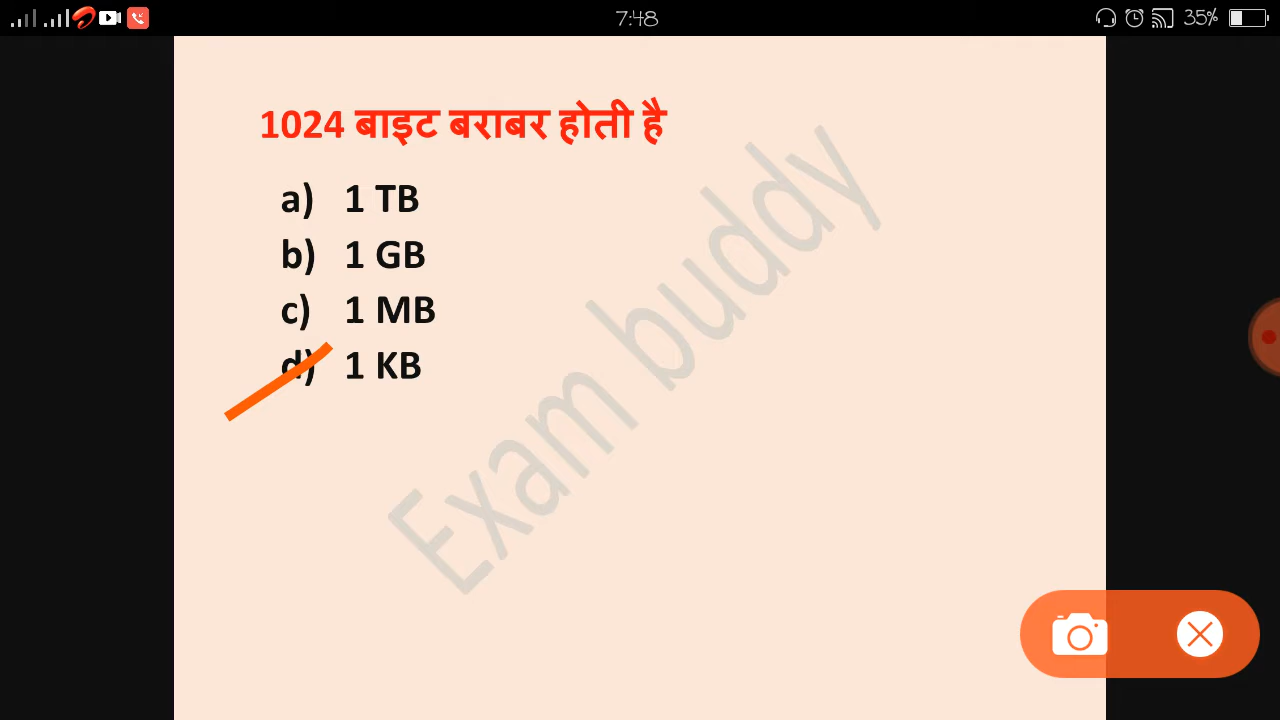 7:48
35%
1024 बाइट बराबर होती है
a) 1 TB
b) 1 GB
c) 1 MB
d) 1 KB
Exam buddy